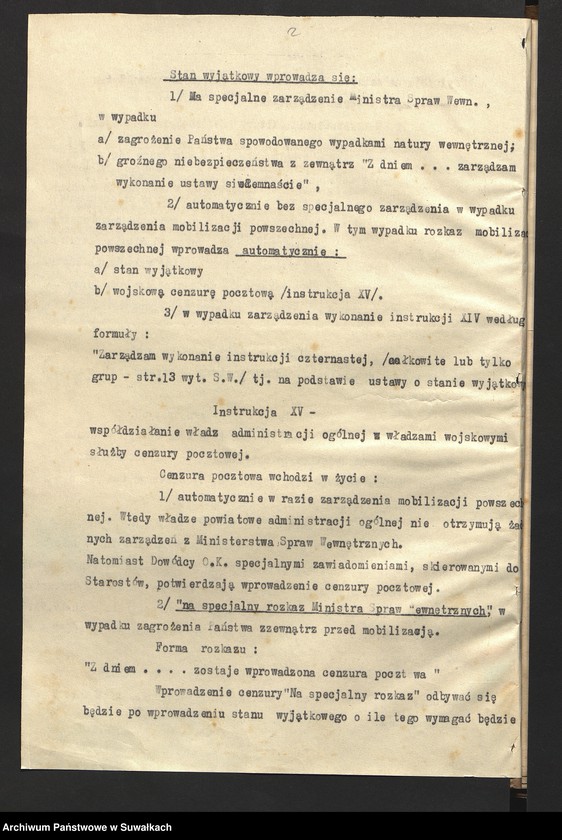 2
Stan wyjątkowy wprowadza się:
1/ Na specjalne zarządzenie Ministra Spraw Wewn. ,
w wypadku
a/ zagrożenie Państwa spowodowanego wypadkami natury wewnętrznej;
b/ groźnego niebezpieczeństwa z zewnątrz "Z dniem . . . zarządzam
wykonanie ustawy siedemnaście" ,
2/ automatycznie bez specjalnego zarządzenia w wypadku
zarządzenia mobilizacji powszechnej. W tym wypadku rozkaz mobilizac
powszechnej wprowadza automatycznie :
a/ stan wyjątkowy
b/ wojskową cenzurę pocztową /instrukcja XV/.
3/ w wypadku zarządzenia wykonanie instrukcji XIV według
formuły :
"Zarządzam wykonanie instrukcji czternastej, /całkowite lub tylko
grup - str.13 wyt. S.W./ tj. na podstawie ustawy o stanie wyjątkow
Instrukcja XV -
współdziałanie władz administracji ogólnej z władzami wojskowymi
służby cenzury pocztowej.
Cenzura pocztowa wchodzi w życie :
1/ automatycznie w razie zarządzenia mobilizacji powszech
nej. Wtedy władze powiatowe administracji ogólnej nie otrzymują żad
nych zarządzeń z Ministerstwa Spraw Wewnętrznych.
Natomiast Dowódcy O.K. specjalnymi zawiadomieniami, skierowanymi do
Starostów, potwierdzają wprowadzenie cenzury pocztowej.
2/ "na specjalny rozkaz Ministra Spraw Wewnętrznych", w
wypadku zagrożenia Państwa zzewnątrz przed mobilizacją.
Forma rozkazu :
"Z dniem . . . . zostaje wprowadzona cenzura poczt wa "
Wprowadzenie cenzury "Na specjalny rozkaz" odbywać się
będzie po wprowadzeniu stanu wyjątkowego o ile tego wymagać będzie
Archiwum Państwowe w Suwałkach